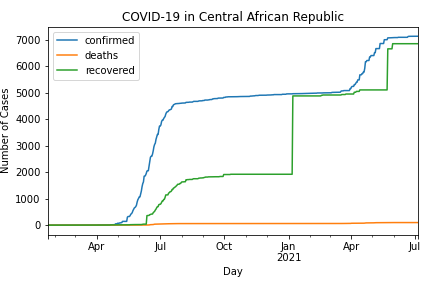 COVID-19 in Central African Republic
confirmed
deaths
recovered
Number of Cases
7000
6000
5000
4000
3000
2000
1000
0
Apr Jul Oct Jan Apr Jul
2021
Day